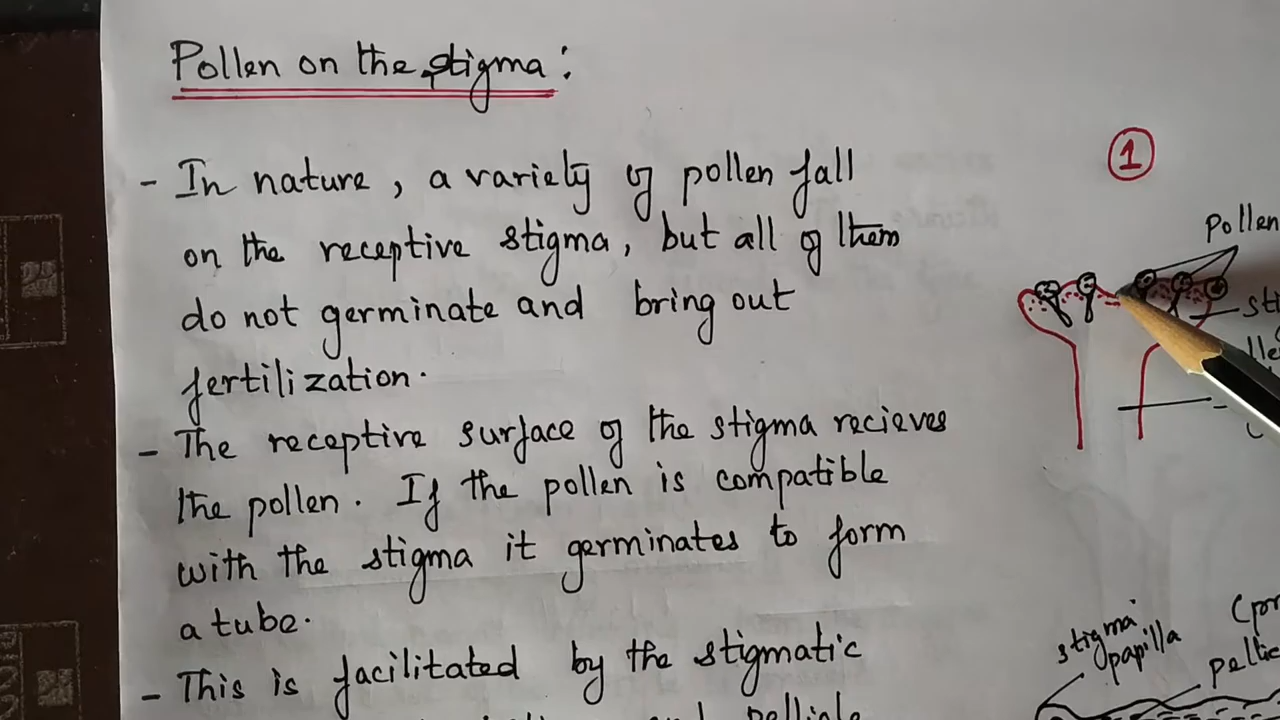 Pollen on the stigma:
1
- In nature, a variety of pollen fall
on the receptive stigma, but all of them
do not germinate and bring out
fertilization.
- The receptive surface of the stigma recieves
the pollen. If the pollen is compatible
with the stigma it germinates to form
a tube.
- This is facilitated by the stigmatic
and
Pollen
sti
stigma
papilla